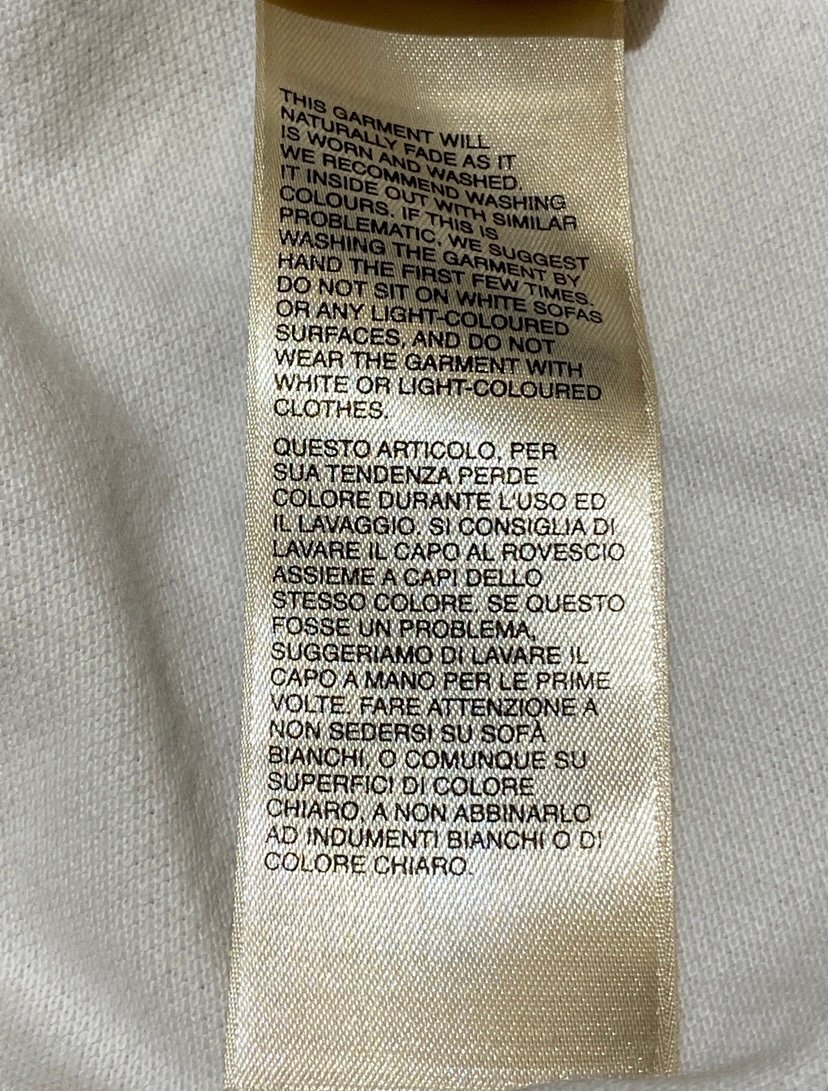 THIS GARMENT WILL
NATURALLY FADE AS IT
IS WORN AND WASHED.
WE RECOMMEND WASHING
IT INSIDE OUT WITH SIMILAR
COLOURS. IF THIS IS
PROBLEMATIC, WE SUGGEST
WASHING THE GARMENT BY
HAND THE FIRST FEW TIMES.
DO NOT SIT ON WHITE SOFAS
OR ANY LIGHT-COLOURED
SURFACES, AND DO NOT
WEAR THE GARMENT WITH
WHITE OR LIGHT-COLOURED
CLOTHES.
QUESTO ARTICOLO, PER
SUA TENDENZA PERDE
COLORE DURANTE L'USO ED
IL LAVAGGIO. SI CONSIGLIA DI
LAVARE IL CAPO AL ROVESCIO
ASSIEME A CAPI DELLO
STESSO COLORE. SE QUESTO
FOSSE UN PROBLEMA,
SUGGERIAMO DI LAVARE IL
CAPO A MANO PER LE PRIME
VOLTE. FARE ATTENZIONE A
NON SEDERSI SU SOFÀ
BIANCHI, O COMUNQUE SU
SUPERFICI DI COLORE
CHIARO, A NON ABBINARLO
AD INDUMENTI BIANCHI O DI
COLORE CHIARO.